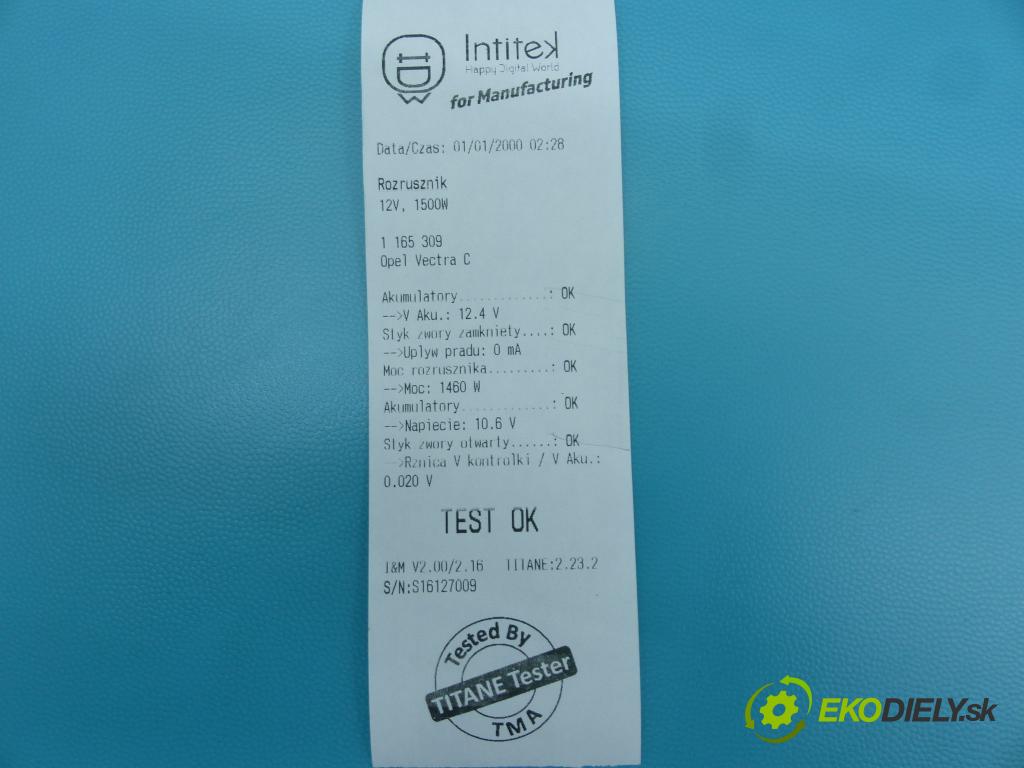 Intitek
Happy Digital World
for Manufacturing
Data/Czas: 01/01/2000 02:28
Rozrusznik
12V, 1500W
1 165 309
Opel Vectra C
Akumulatory.............: OK
-->V Aku.: 12.4 V
Styk zwory zamkniety....: OK
-->Uplyw pradu: 0 mA
Moc rozrusznika.........: OK
-->Moc: 1460 W
Akumulatory.............: OK
-->Napiecie: 10.6 V
Styk zwory otwarty......: OK
-->Rznica V kontrolki / V Aku.:
0.020 V
TEST OK
I&M V2.00/2.16 TITANE:2.23.2
S/N:S16127009
Tested By
TITANE Tester
TMA
EKODIELY.sk